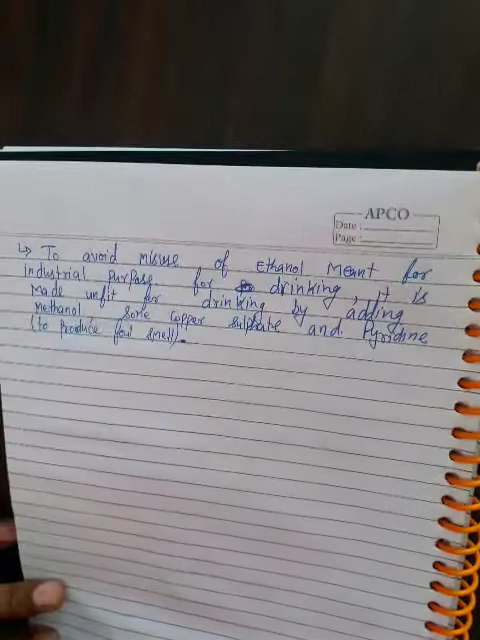 APCO
Date :
Page :
↳ To avoid misuse of ethanol Meant for
industrial purpose for drinking, it is
made unfit for drinking by adding
methanol, some copper sulphate and Pyridine
(to produce foul smell).